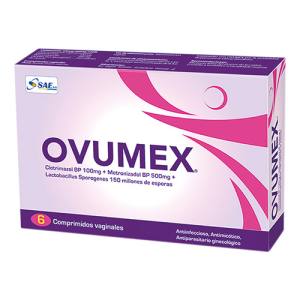 SAE
OVUMEX®
Clotrimazol BP 100mg + Metronizadol BP 500mg +
Lactobacillus Sporogenes 150 millones de esporas
6 Comprimidos vaginales
Antiinfeccioso, Antimicótico,
Antiparasitario ginecológico